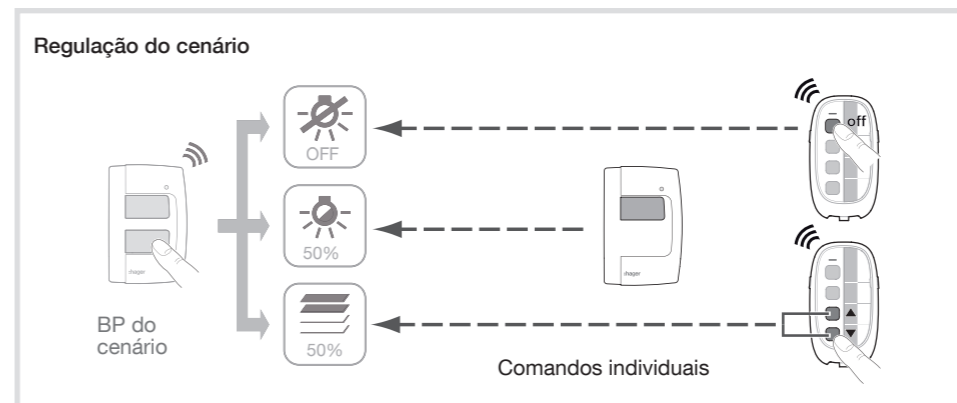 Regulação do cenário
OFF
50%
50%
hager
BP do
cenário
hager
off
Comandos individuais